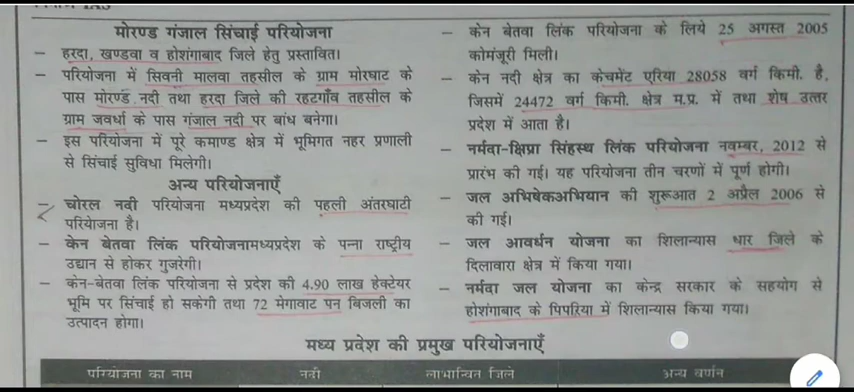 मोरण्ड गंजाल सिंचाई परियोजना
– हरदा, खण्डवा व होशंगाबाद जिले हेतु प्रस्तावित।
– परियोजना में सिवनी मालवा तहसील के ग्राम मोरघाट के
पास मोरण्ड नदी तथा हरदा जिले की रहटगाँव तहसील के
ग्राम जवर्धा के पास गंजाल नदी पर बांध बनेगा।
– इस परियोजना में पूरे कमाण्ड क्षेत्र में भूमिगत नहर प्रणाली
से सिंचाई सुविधा मिलेगी।
अन्य परियोजनाएँ
– चोरल नदी परियोजना मध्यप्रदेश की पहली अंतरघाटी
परियोजना है।
– केन बेतवा लिंक परियोजनामध्यप्रदेश के पन्ना राष्ट्रीय
उद्यान से होकर गुजरेगी।
– केन-बेतवा लिंक परियोजना से प्रदेश की 4.90 लाख हेक्टेयर
भूमि पर सिंचाई हो सकेगी तथा 72 मेगावाट पन बिजली का
उत्पादन होगा।
– केन बेतवा लिंक परियोजना के लिये 25 अगस्त 2005
कोमंजूरी मिली।
– केन नदी क्षेत्र का कैचमेंट एरिया 28058 वर्ग किमी. है,
जिसमें 24472 वर्ग किमी. क्षेत्र म.प्र. में तथा शेष उत्तर
प्रदेश में आता है।
– नर्मदा-क्षिप्रा सिंहस्थ लिंक परियोजना नवम्बर, 2012 से
प्रारंभ की गई। यह परियोजना तीन चरणों में पूर्ण होगी।
– जल अभिषेकअभियान की शुरूआत 2 अप्रैल 2006 से
की गई।
– जल आवर्धन योजना का शिलान्यास धार जिले के
दिलावारा क्षेत्र में किया गया।
– नर्मदा जल योजना का केन्द्र सरकार के सहयोग से
होशंगाबाद के पिपरिया में शिलान्यास किया गया।
मध्य प्रदेश की प्रमुख परियोजनाएँ
परियोजना का नाम
नदी
लाभान्वित जिले
अन्य वर्णन